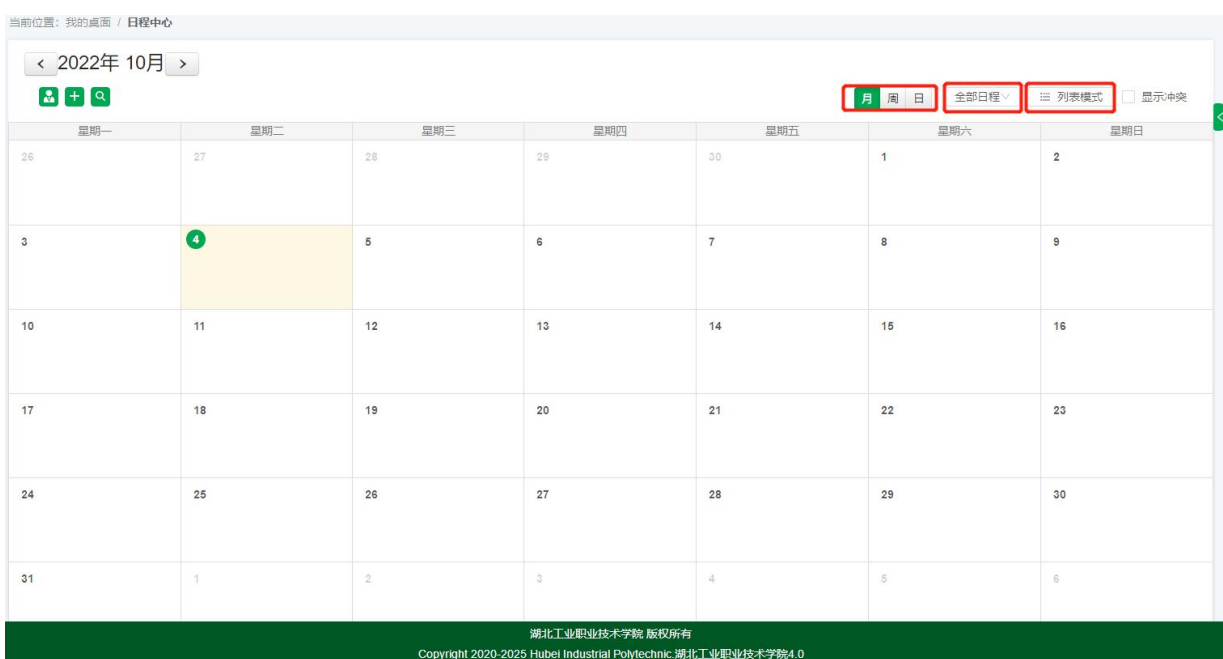 当前位置: 我的桌面 / 日程中心
2022年 10月
月 周 日 全部日程 列表模式 显示冲突
星期一 星期二 星期三 星期四 星期五 星期六 星期日
26 27 28 29 30 1 2
3 4 5 6 7 8 9
10 11 12 13 14 15 16
17 18 19 20 21 22 23
24 25 26 27 28 29 30
31 1 2 3 4 5 6
湖北工业职业技术学院 版权所有
Copyright 2020-2025 Hubei Industrial Polytechnic.湖北工业职业技术学院4.0